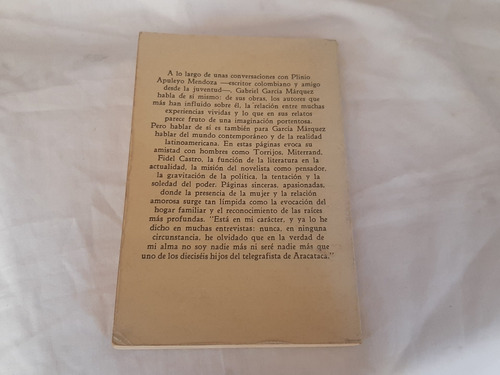 A lo largo de unas conversaciones con Plinio
Apuleyo Mendoza —escritor colombiano y amigo
desde la juventud—, Gabriel García Márquez
habla de sí mismo: de sus obras, los autores que
más han influido sobre él, la relación entre muchas
experiencias vividas y lo que en sus relatos
parece fruto de una imaginación portentosa.
Pero hablar de sí es también para García Márquez
hablar del mundo contemporáneo y de la realidad
latinoamericana. En estas páginas evoca su
amistad con hombres como Torrijos, Miterrand,
Fidel Castro, la función de la literatura en la
actualidad, la misión del novelista como pensador,
la gravitación de la política, la tentación y la
soledad del poder. Páginas sinceras, apasionadas,
donde la presencia de la mujer y la relación
amorosa surge tan límpida como la evocación del
hogar familiar y el reconocimiento de las raíces
más profundas. "Está en mi carácter, y ya lo he
dicho en muchas entrevistas: nunca, en ninguna
circunstancia, he olvidado que en la verdad de
mi alma no soy nadie más ni seré nadie más que
uno de los dieciséis hijos del telegrafista de Aracataca."